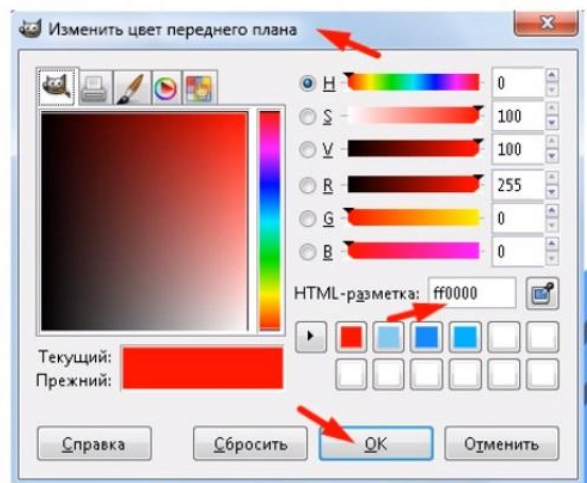 Изменить цвет переднего плана
H 0
S 100
V 100
R 255
G 0
B 0
HTML-разметка: ff0000
Текущий:
Прежний:
Справка Сбросить OK Отменить